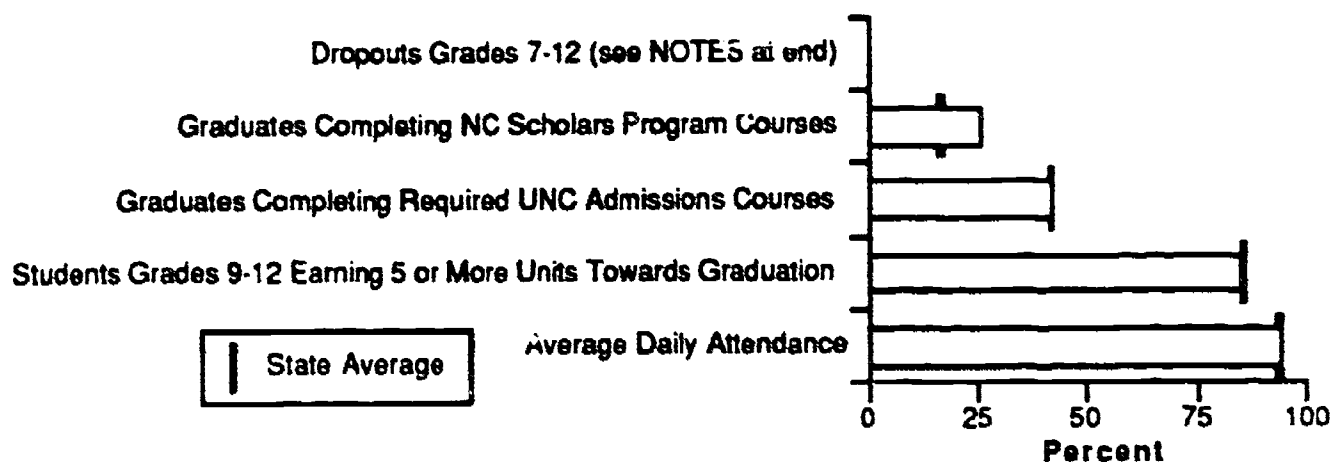 Dropouts Grades 7-12 (see NOTES at end)
Graduates Completing NC Scholars Program Courses
Graduates Completing Required UNC Admissions Courses
Students Grades 9-12 Earning 5 or More Units Towards Graduation
Average Daily Attendance
State Average
0 25 50 75 100
Percent